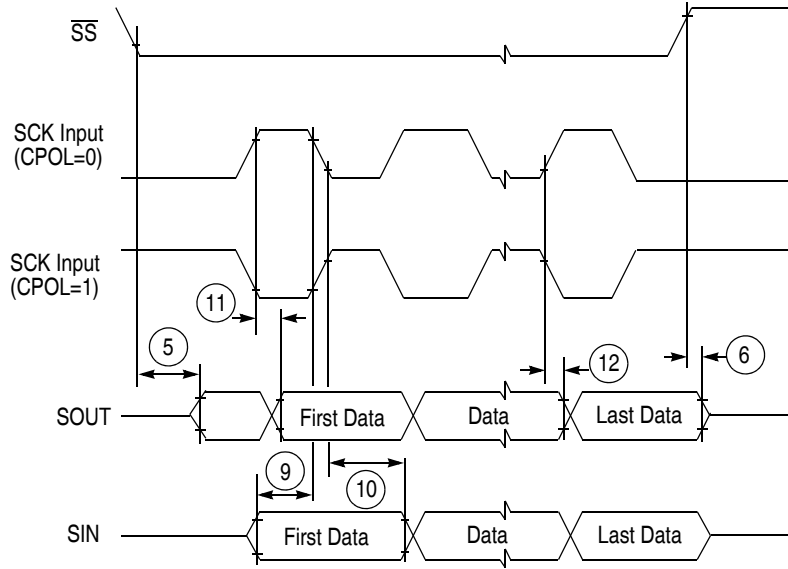 SS
SCK Input
(CPOL=0)
SCK Input
(CPOL=1)
11
5
12
6
SOUT
First Data
Data
Last Data
9
10
SIN
First Data
Data
Last Data